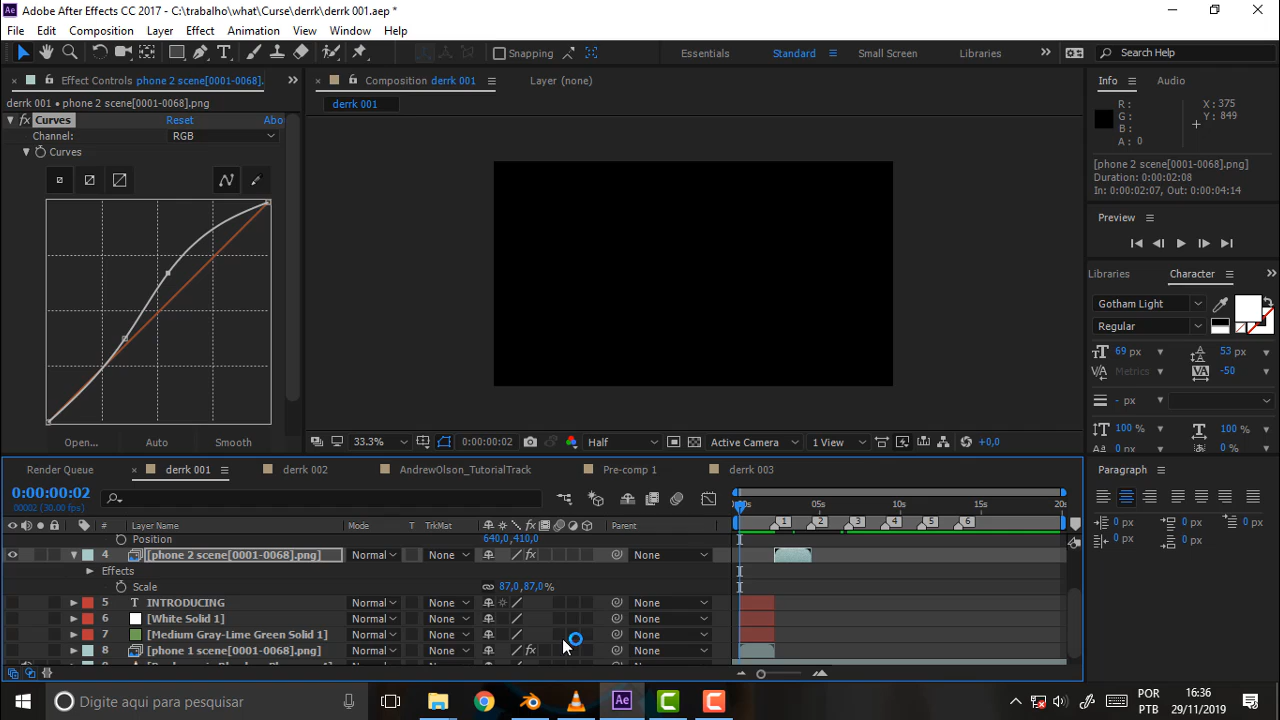 Adobe After Effects CC 2017 - C:\trabalho\what\Curse\derrk\derrk 001.aep *
File Edit Composition Layer Effect Animation View Window Help
Snapping Essentials Standard Small Screen Libraries Search Help
Effect Controls phone 2 scene[0001-0068]. Composition derrk 001 Layer (none) Info Audio
derrk 001 • phone 2 scene[0001-0068].png derrk 001
fx Curves Reset Abo
Channel: RGB
Curves
R :
G :
B :
A : 0
X : 375
Y : 849
[phone 2 scene[0001-0068].png]
Duration: 0:00:02:08
In: 0:00:02:07, Out: 0:00:04:14
Preview
Libraries Character
Gotham Light
Regular
69 px 53 px
Metrics -50
- px
100 % 100 %
0 px 0 %
Open... Auto Smooth
33.3% 0:00:00:02 Half Active Camera 1 View +0,0
Render Queue derrk 001 derrk 002 AndrewOlson_TutorialTrack Pre-comp 1 derrk 003 Paragraph
0:00:00:02
00002 (30.00 fps)
:00s 05s 10s 15s 20s
# Layer Name Mode T TrkMat Parent 1 2 3 4 5 6
Position 640,0,410,0
4 [phone 2 scene[0001-0068].png] Normal fx None
Effects
Scale 87,0,87,0%
5 T INTRODUCING Normal None None
6 [White Solid 1] Normal None None
7 [Medium Gray-Lime Green Solid 1] Normal None None
8 [phone 1 scene[0001-0068].png] Normal None fx None
0 px 0 px
0 px 0 px
0 px
Digite aqui para pesquisar
POR
PTB
16:36
29/11/2019